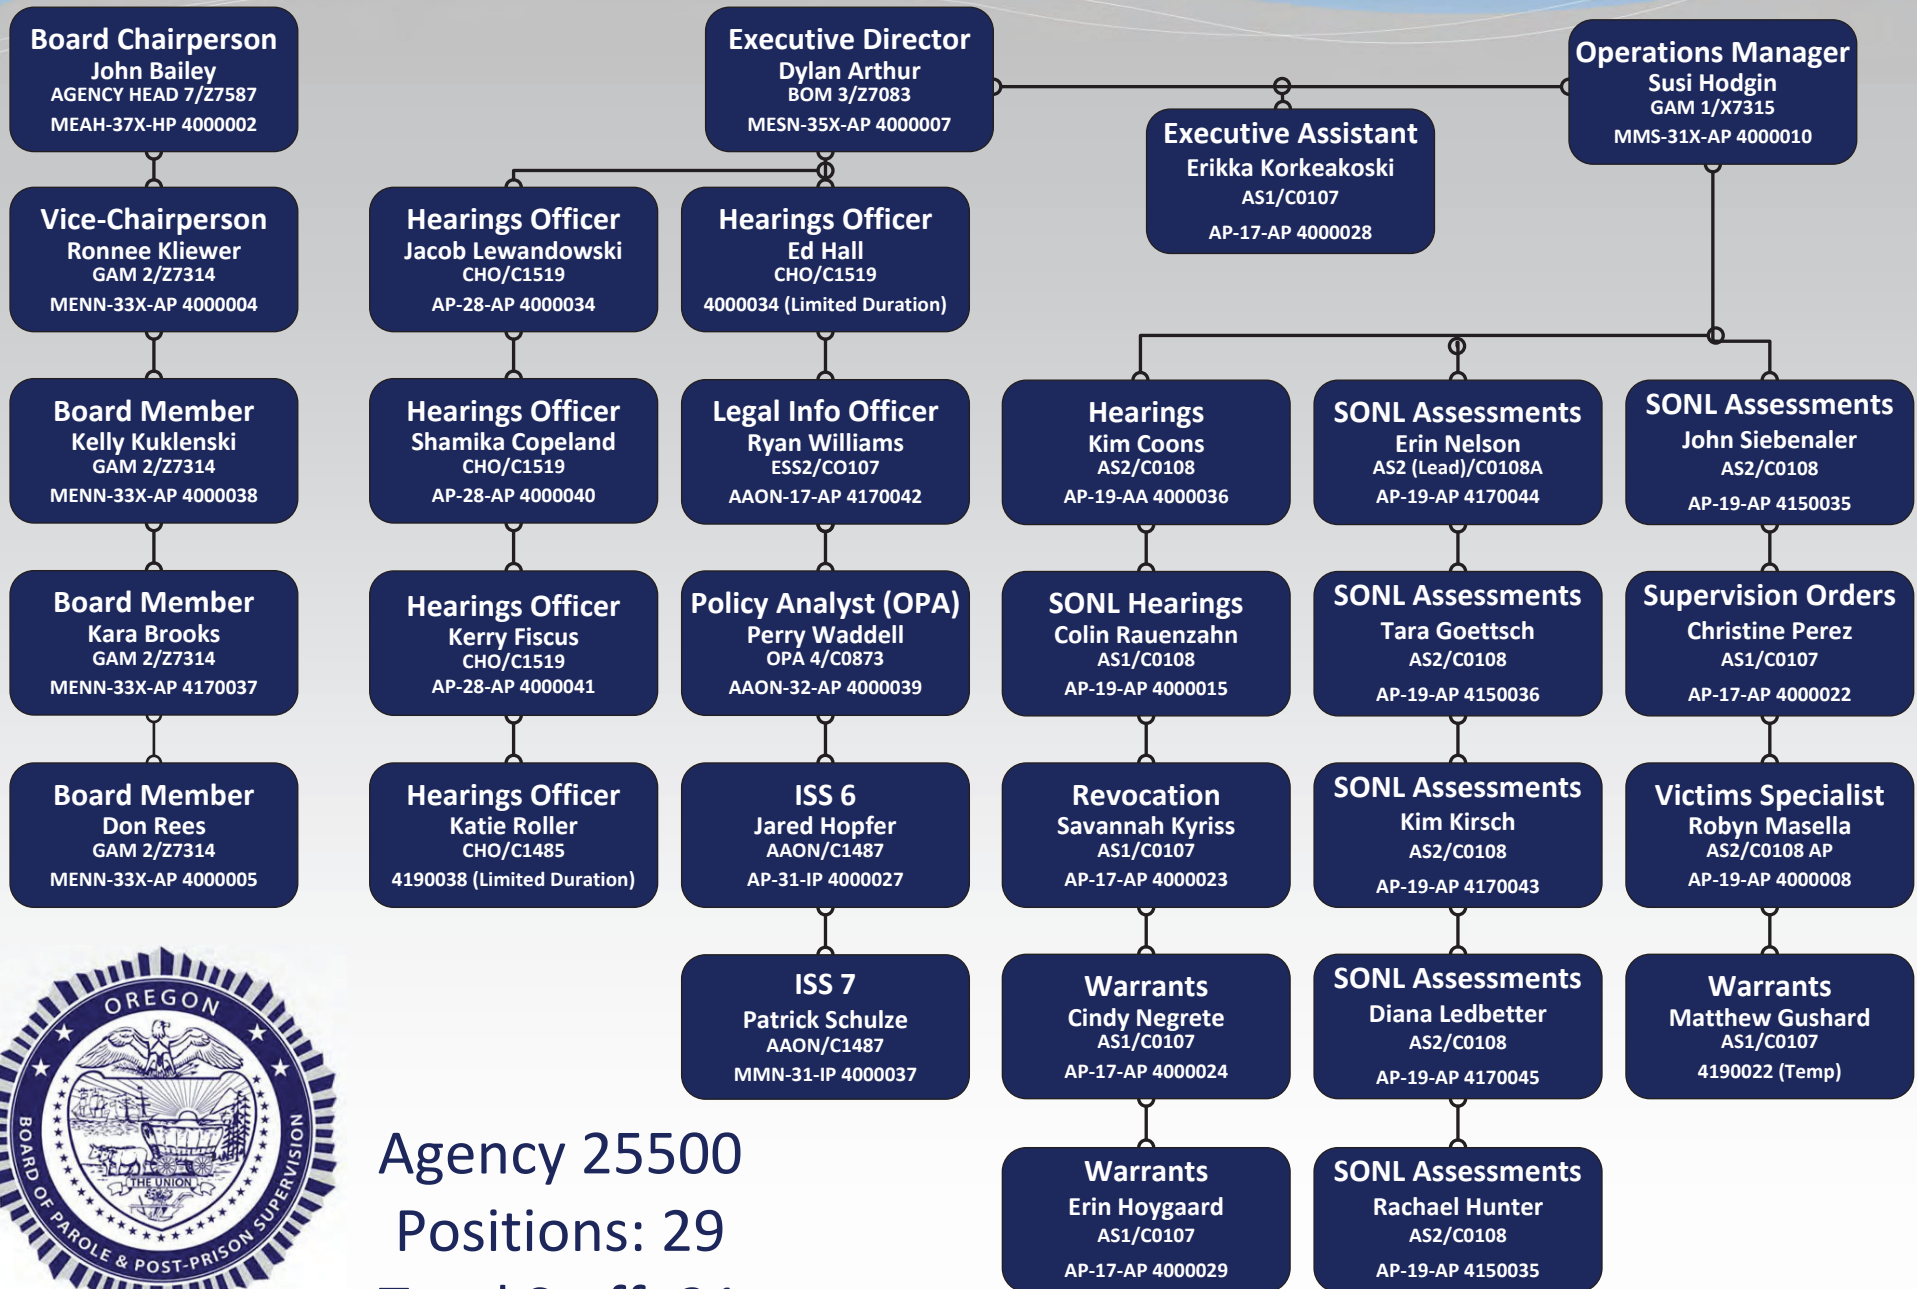 Board Chairperson
John Bailey
AGENCY HEAD 7/Z7587
MEAH-37X-HP 4000002
Executive Director
Dylan Arthur
BOM 3/Z7083
MESN-35X-AP 4000007
Operations Manager
Susi Hodgin
GAM 1/X7315
MMS-31X-AP 4000010
Executive Assistant
Erikka Korkeakoski
AS1/C0107
AP-17-AP 4000028
Vice-Chairperson
Ronnee Kliewer
GAM 2/Z7314
MENN-33X-AP 4000004
Hearings Officer
Jacob Lewandowski
CHO/C1519
AP-28-AP 4000034
Hearings Officer
Ed Hall
CHO/C1519
4000034 (Limited Duration)
Board Member
Kelly Kuklenski
GAM 2/Z7314
MENN-33X-AP 4000038
Hearings Officer
Shamika Copeland
CHO/C1519
AP-28-AP 4000040
Legal Info Officer
Ryan Williams
ESS2/CO107
AAON-17-AP 4170042
Hearings
Kim Coons
AS2/C0108
AP-19-AA 4000036
SONL Assessments
Erin Nelson
AS2 (Lead)/C0108A
AP-19-AP 4170044
SONL Assessments
John Siebenaler
AS2/C0108
AP-19-AP 4150035
Board Member
Kara Brooks
GAM 2/Z7314
MENN-33X-AP 4170037
Hearings Officer
Kerry Fiscus
CHO/C1519
AP-28-AP 4000041
Policy Analyst (OPA)
Perry Waddell
OPA 4/C0873
AAON-32-AP 4000039
SONL Hearings
Colin Rauenzahn
AS1/C0108
AP-19-AP 4000015
SONL Assessments
Tara Goettsch
AS2/C0108
AP-19-AP 4150036
Supervision Orders
Christine Perez
AS1/C0107
AP-17-AP 4000022
Board Member
Don Rees
GAM 2/Z7314
MENN-33X-AP 4000005
Hearings Officer
Katie Roller
CHO/C1485
4190038 (Limited Duration)
ISS 6
Jared Hopfer
AAON/C1487
AP-31-IP 4000027
Revocation
Savannah Kyriss
AS1/C0107
AP-17-AP 4000023
SONL Assessments
Kim Kirsch
AS2/C0108
AP-19-AP 4170043
Victims Specialist
Robyn Masella
AS2/C0108 AP
AP-19-AP 4000008
ISS 7
Patrick Schulze
AAON/C1487
MMN-31-IP 4000037
Warrants
Cindy Negrete
AS1/C0107
AP-17-AP 4000024
SONL Assessments
Diana Ledbetter
AS2/C0108
AP-19-AP 4170045
Warrants
Matthew Gushard
AS1/C0107
4190022 (Temp)
Warrants
Erin Hoygaard
AS1/C0107
AP-17-AP 4000029
SONL Assessments
Rachael Hunter
AS2/C0108
AP-19-AP 4150035
OREGON
THE UNION
BOARD OF PAROLE & POST-PRISON SUPERVISION
Agency 25500
Positions: 29